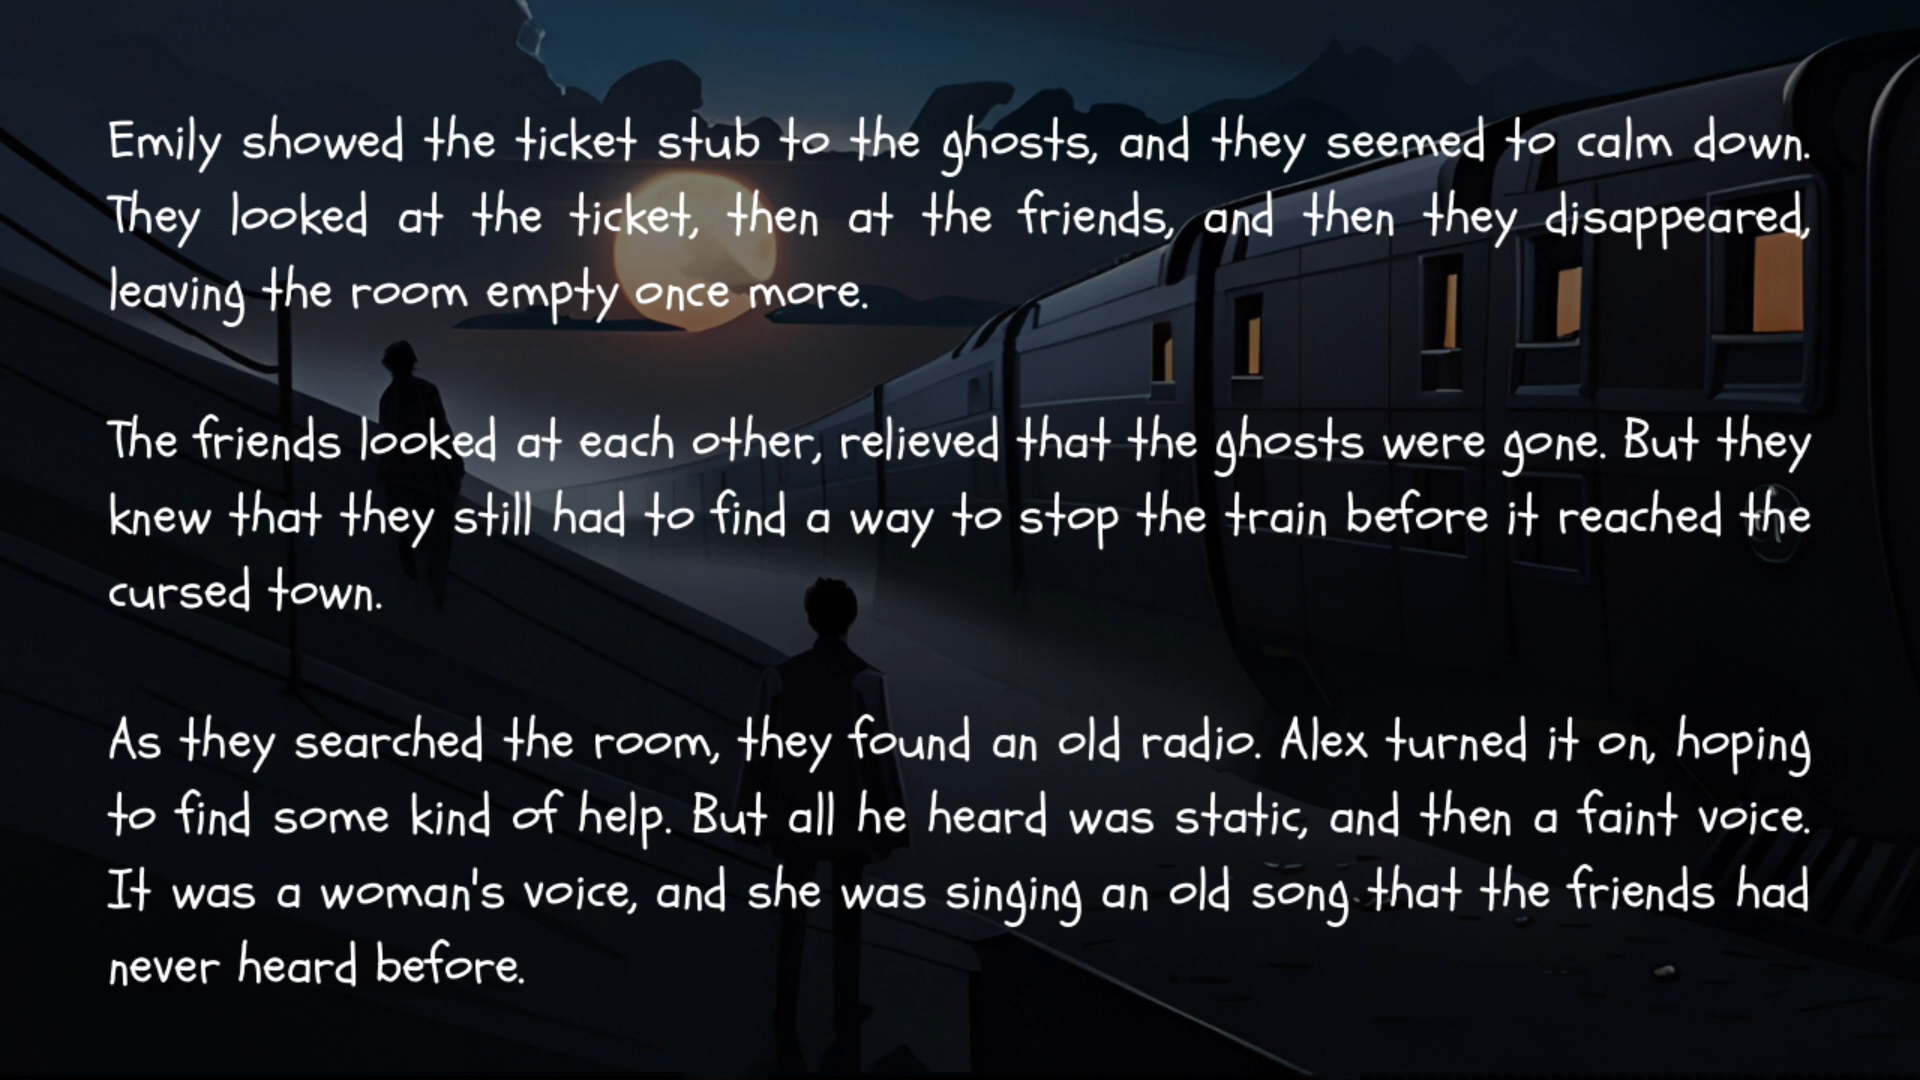 Emily showed the ticket stub to the ghosts, and they seemed to calm down.
They looked at the ticket, then at the friends, and then they disappeared,
leaving the room empty once more.
The friends looked at each other, relieved that the ghosts were gone. But they
knew that they still had to find a way to stop the train before it reached the
cursed town.
As they searched the room, they found an old radio. Alex turned it on, hoping
to find some kind of help. But all he heard was static, and then a faint voice.
It was a woman's voice, and she was singing an old song that the friends had
never heard before.